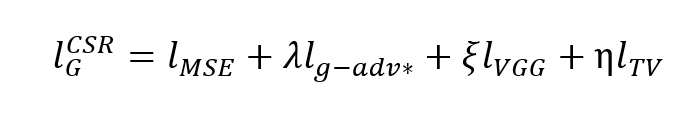 l_G^{CSR} = l_{MSE} + λl_{g−adv*} + ξl_{VGG} + ηl_{TV}